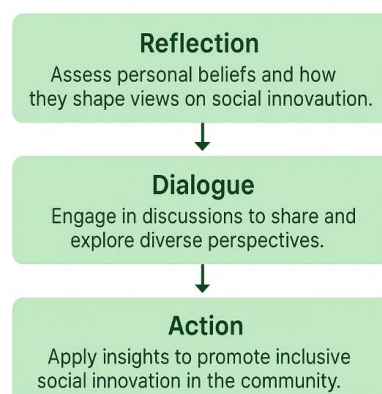 Reflection
Assess personal beliefs and how
they shape views on social innovaution.
Dialogue
Engage in discussions to share and
explore diverse perspectives.
Action
Apply insights to promote inclusive
social innovation in the community.